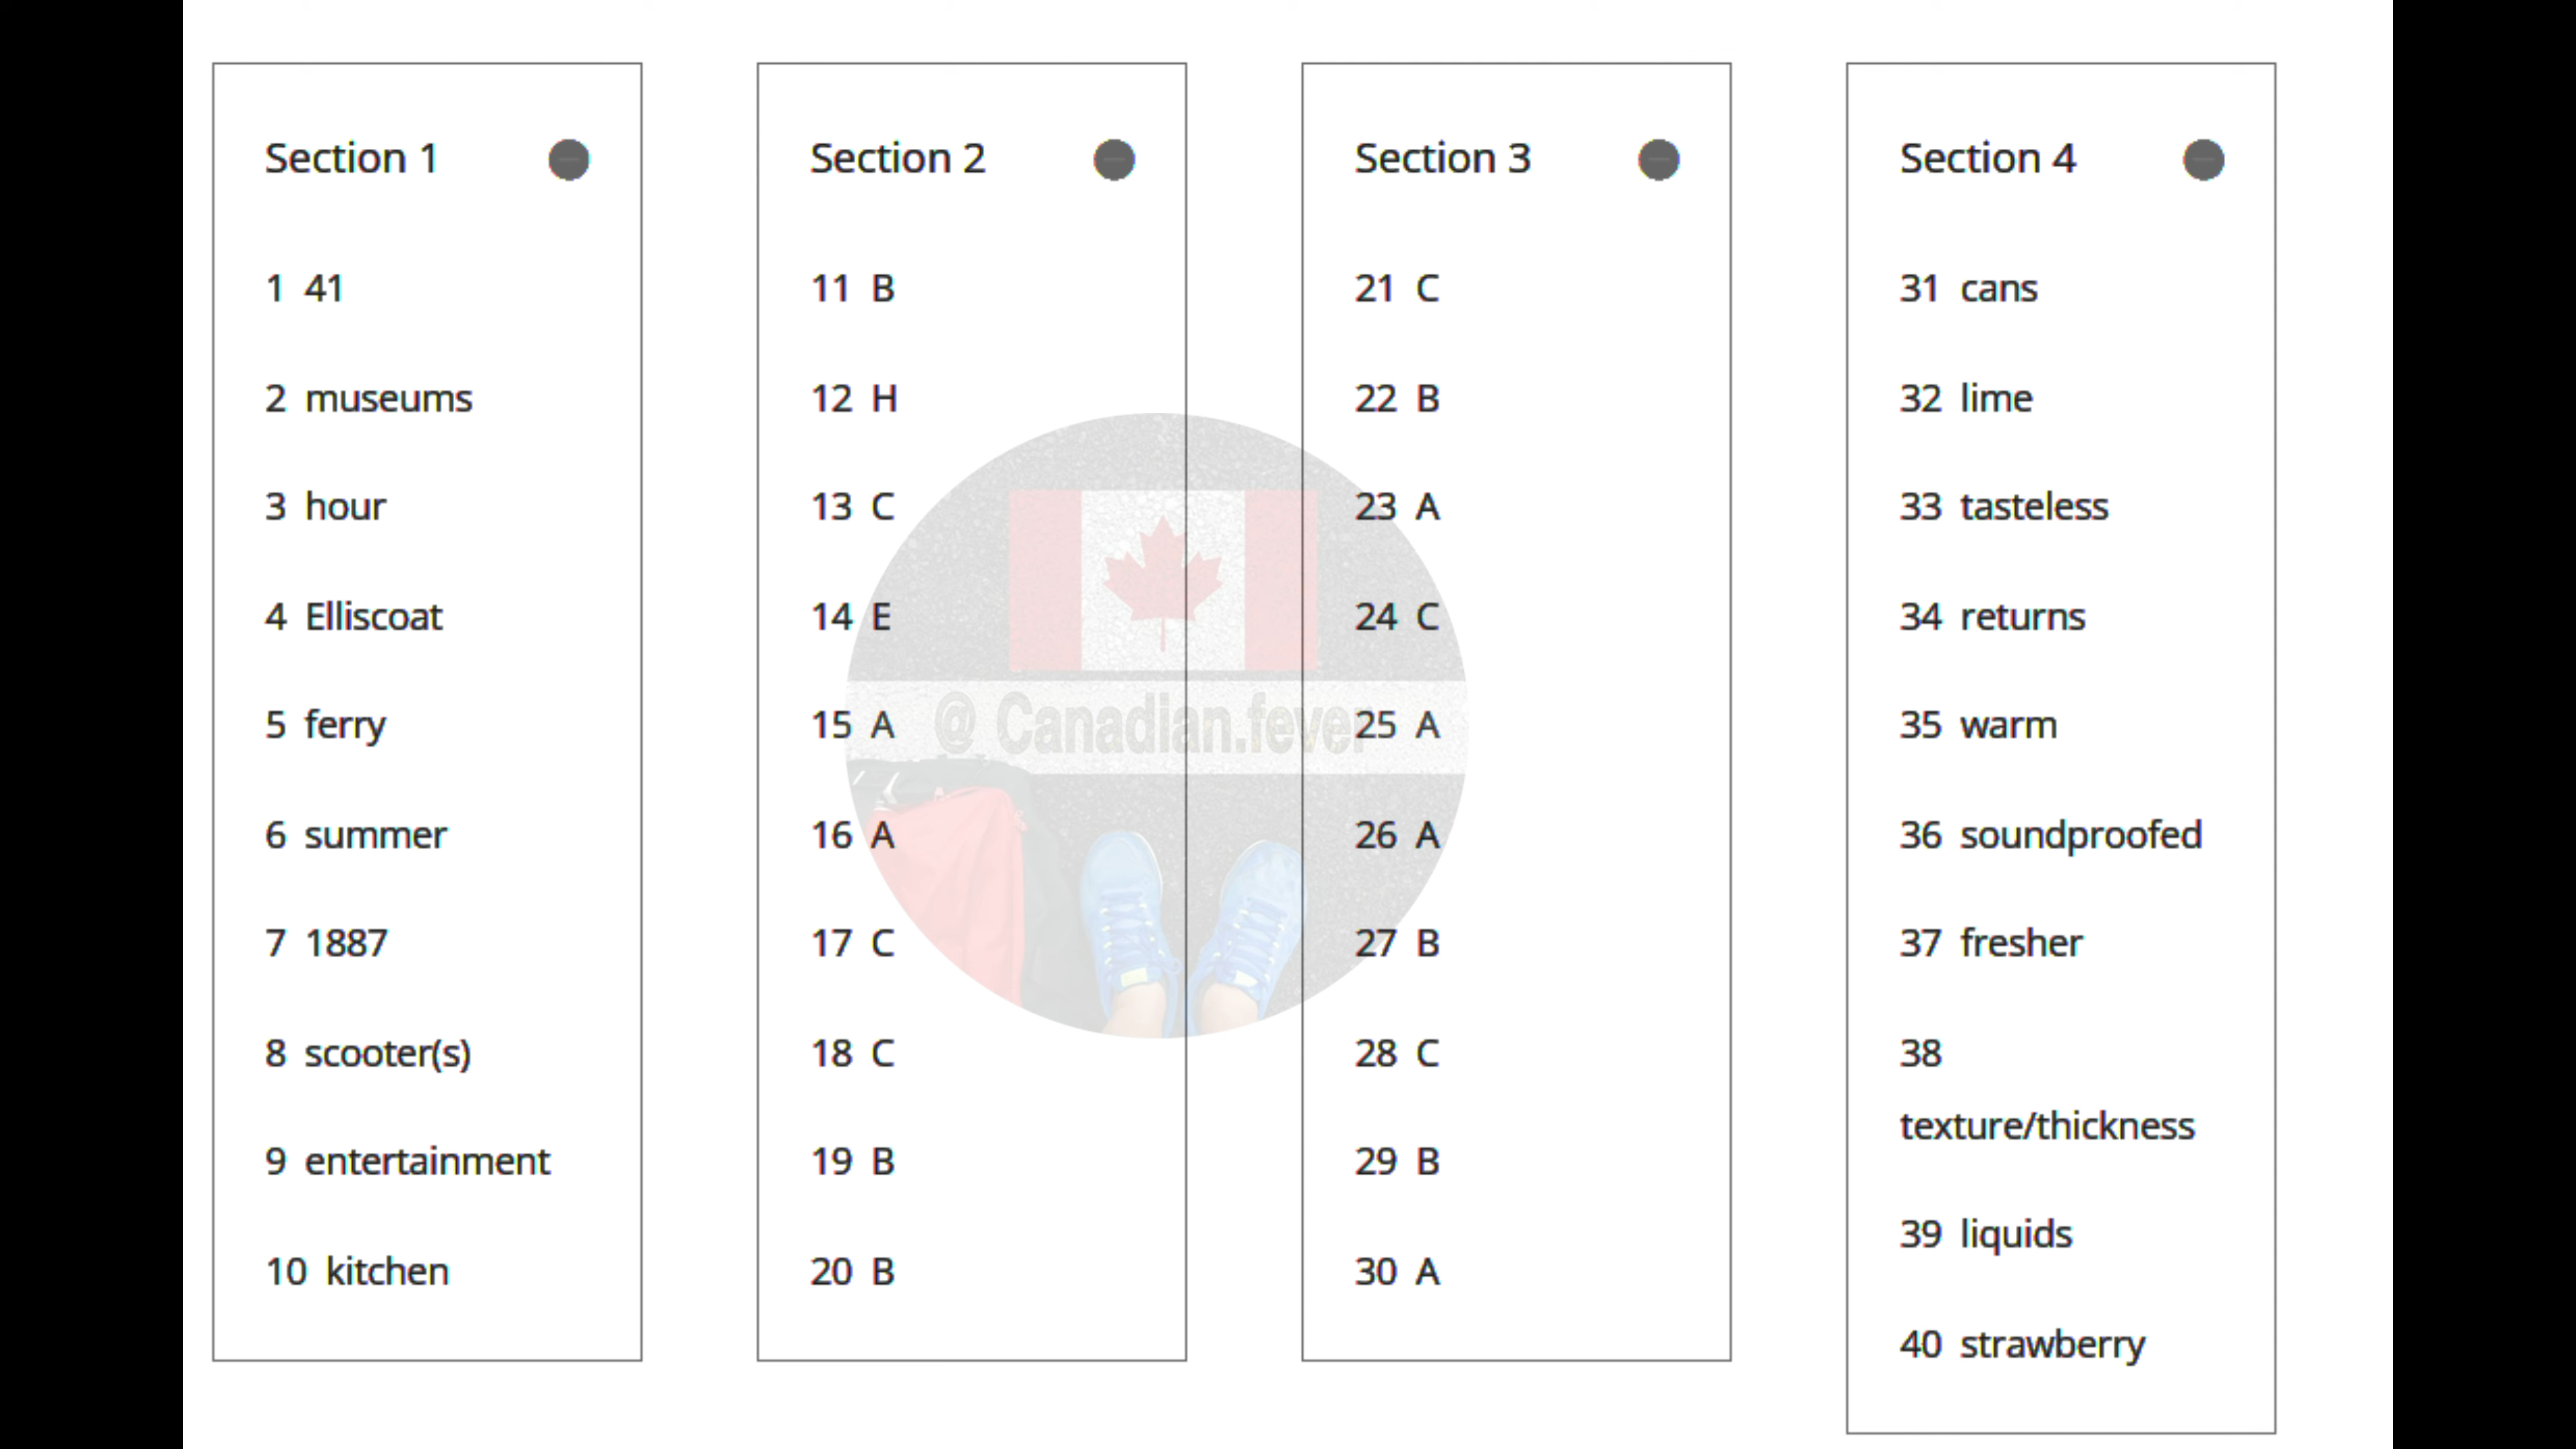 Section 1
1 41
2 museums
3 hour
4 Elliscoat
5 ferry
6 summer
7 1887
8 scooter(s)
9 entertainment
10 kitchen
Section 2
11 B
12 H
13 C
14 E
15 A
16 A
17 C
18 C
19 B
20 B
Section 3
21 C
22 B
23 A
24 C
25 A
26 A
27 B
28 C
29 B
30 A
Section 4
31 cans
32 lime
33 tasteless
34 returns
35 warm
36 soundproofed
37 fresher
38
texture/thickness
39 liquids
40 strawberry
@ Canadian.fever